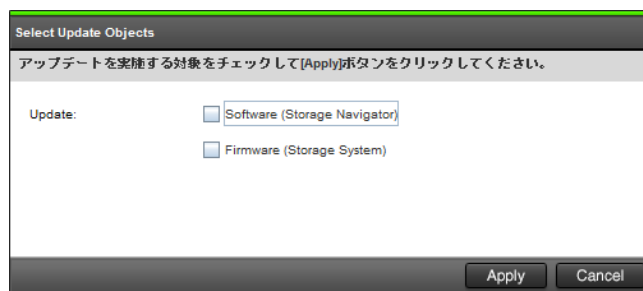 Select Update Objects
アップデートを実施する対象をチェックして[Apply]ボタンをクリックしてください。
Update:
Software (Storage Navigator)
Firmware (Storage System)
Apply
Cancel